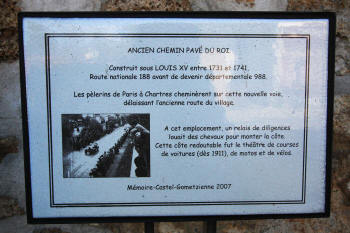 ANCIEN CHEMIN PAVÉ DU ROI
Construit sous LOUIS XV entre 1731 et 1741.
Route nationale 188 avant de devenir départementale 988.
Les pèlerins de Paris à Chartres cheminèrent sur cette nouvelle voie,
délaissant l'ancienne route du village.
A cet emplacement, un relais de diligences
louait des chevaux pour monter la côte.
Cette côte redoutable fut le théâtre de courses
de voitures (dès 1911), de motos et de vélos.
Mémoire-Castel-Gometzienne 2007